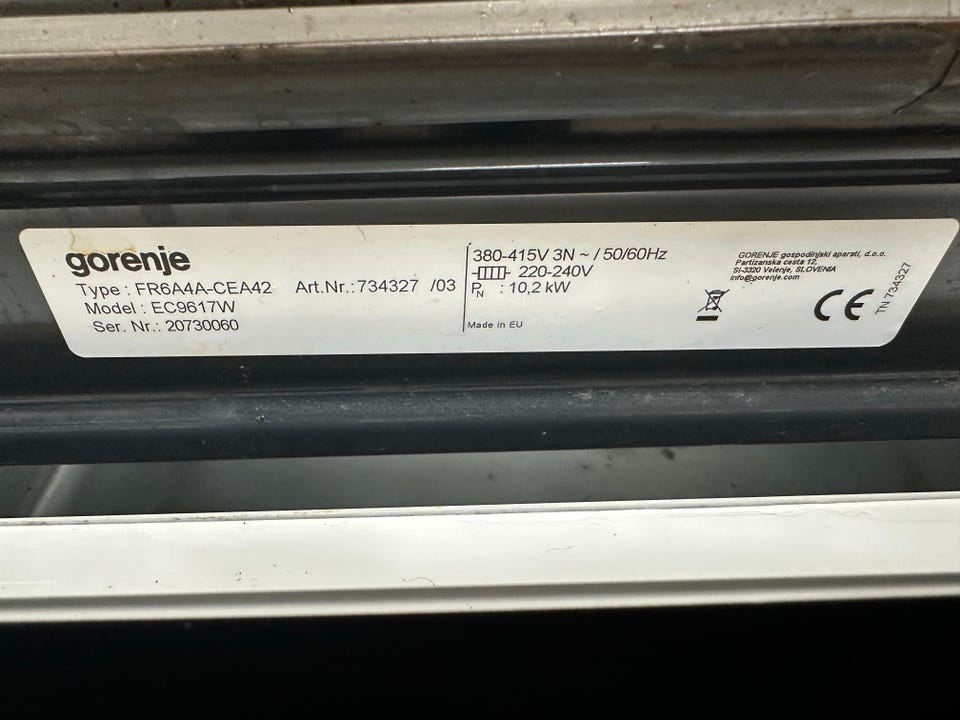 gorenje
Type : FR6A4A-CEA42 Art.Nr.:734327 /03
Model : EC9617W
Ser. Nr.: 20730060
380-415V 3N ~ / 50/60Hz
220-240V
PN : 10,2 kW
Made in EU
GORENJE gospodinjski aparati, d.o.o.
Partizanska cesta 12,
SI-3320 Velenje, SLOVENIA
info@gorenje.com
CE
TN 734327